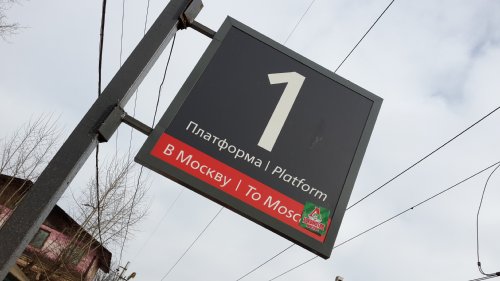 1
Платформа | Platform
В Москву | To Mosc